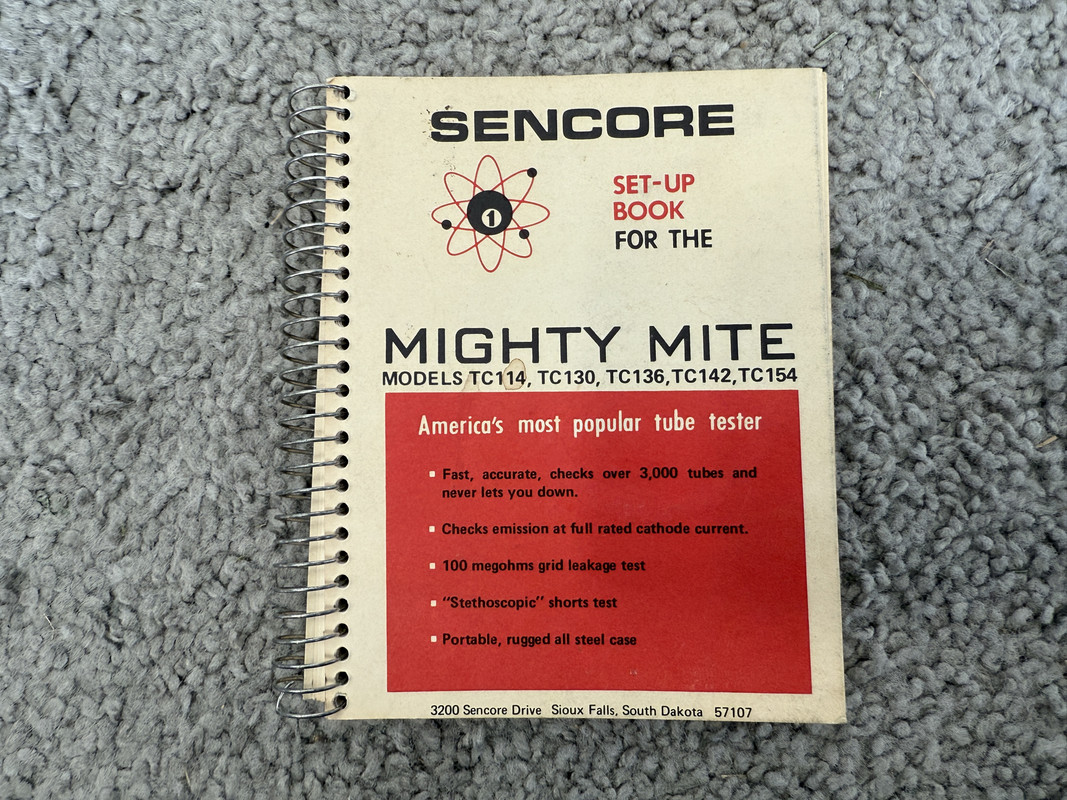 SENCORE
1
SET-UP
BOOK
FOR THE
MIGHTY MITE
MODELS TC114, TC130, TC136, TC142, TC154
America's most popular tube tester
▪ Fast, accurate, checks over 3,000 tubes and
never lets you down.
▪ Checks emission at full rated cathode current.
▪ 100 megohms grid leakage test
▪ "Stethoscopic" shorts test
▪ Portable, rugged all steel case
3200 Sencore Drive Sioux Falls, South Dakota 57107